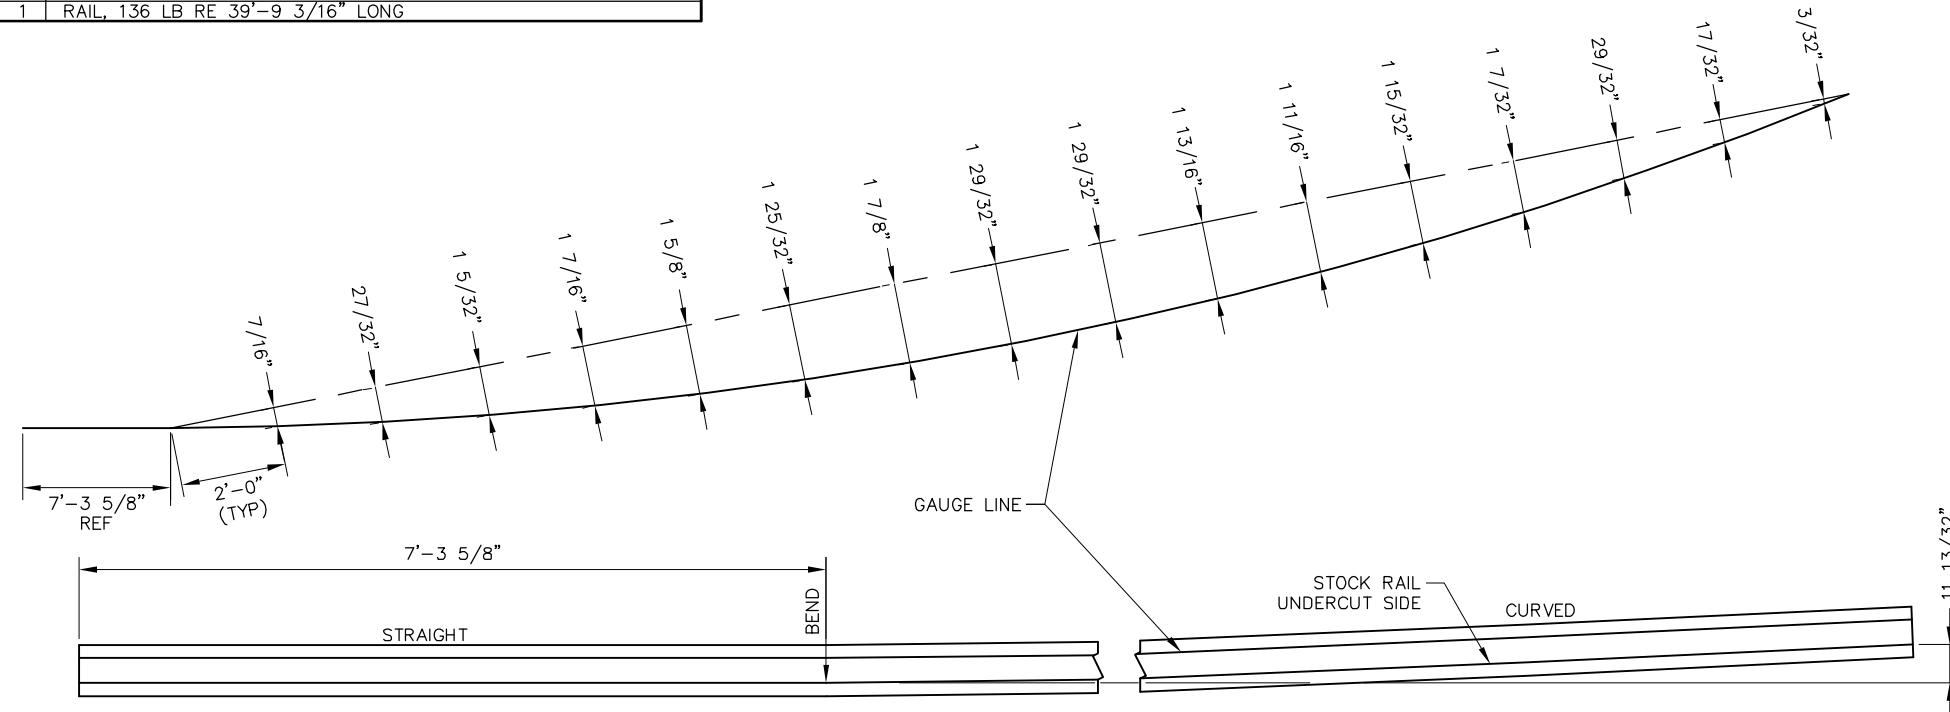 1 RAIL, 136 LB RE 39'-9 3/16" LONG
7/16"
27/32"
1 5/32"
1 7/16"
1 5/8"
1 25/32"
1 7/8"
1 29/32"
1 29/32"
1 13/16"
1 11/16"
1 15/32"
1 7/32"
29/32"
17/32"
3/32"
7'-3 5/8"
REF
2'-0"
(TYP)
GAUGE LINE
7'-3 5/8"
BEND
STRAIGHT
STOCK RAIL
UNDERCUT SIDE
CURVED
11 13/32"